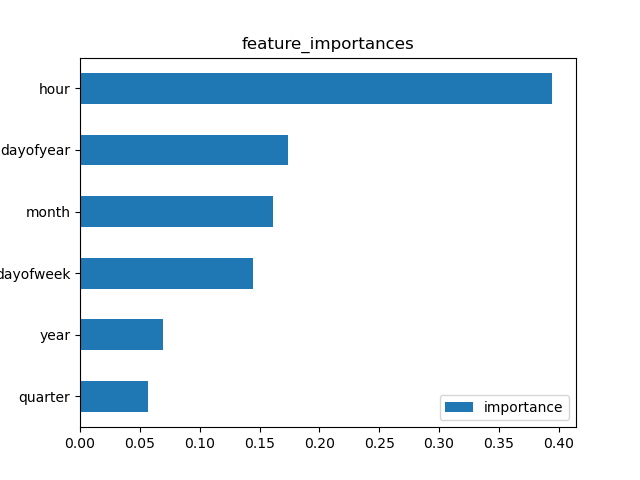 feature_importances
hour
dayofyear
month
dayofweek
year
quarter
importance
0.00 0.05 0.10 0.15 0.20 0.25 0.30 0.35 0.40